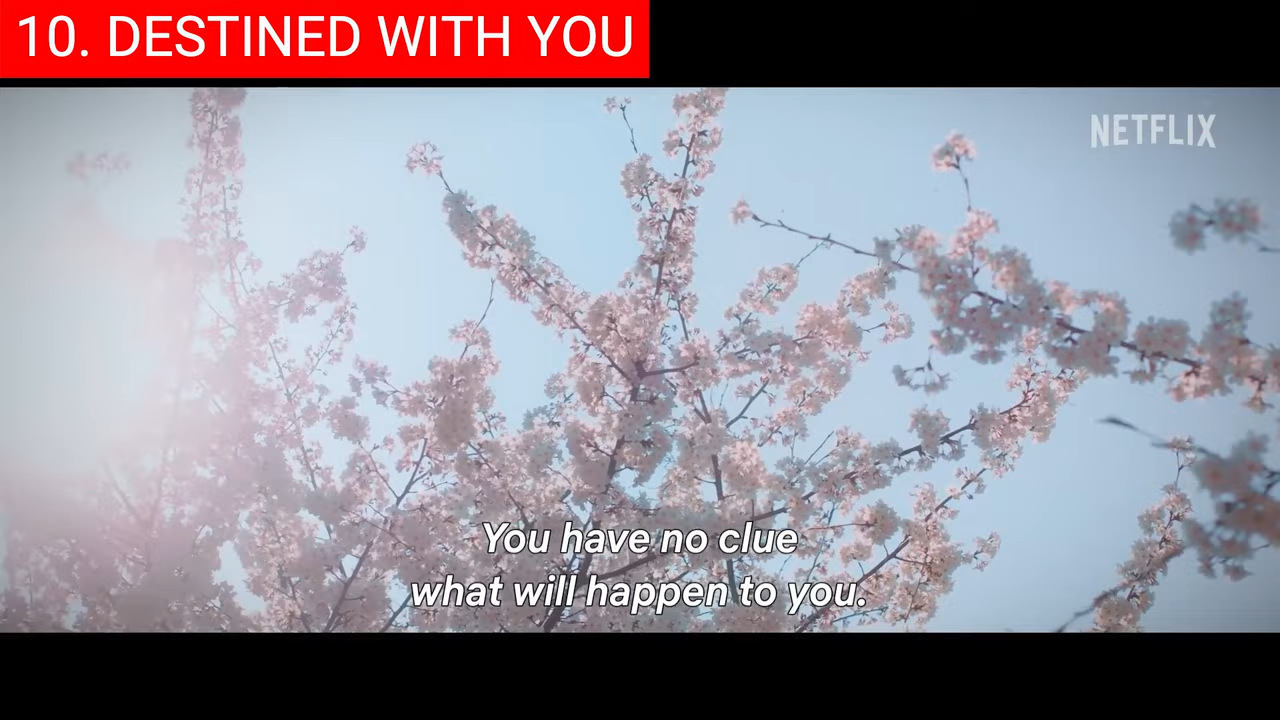 10. DESTINED WITH YOU
NETFLIX
You have no clue
what will happen to you.